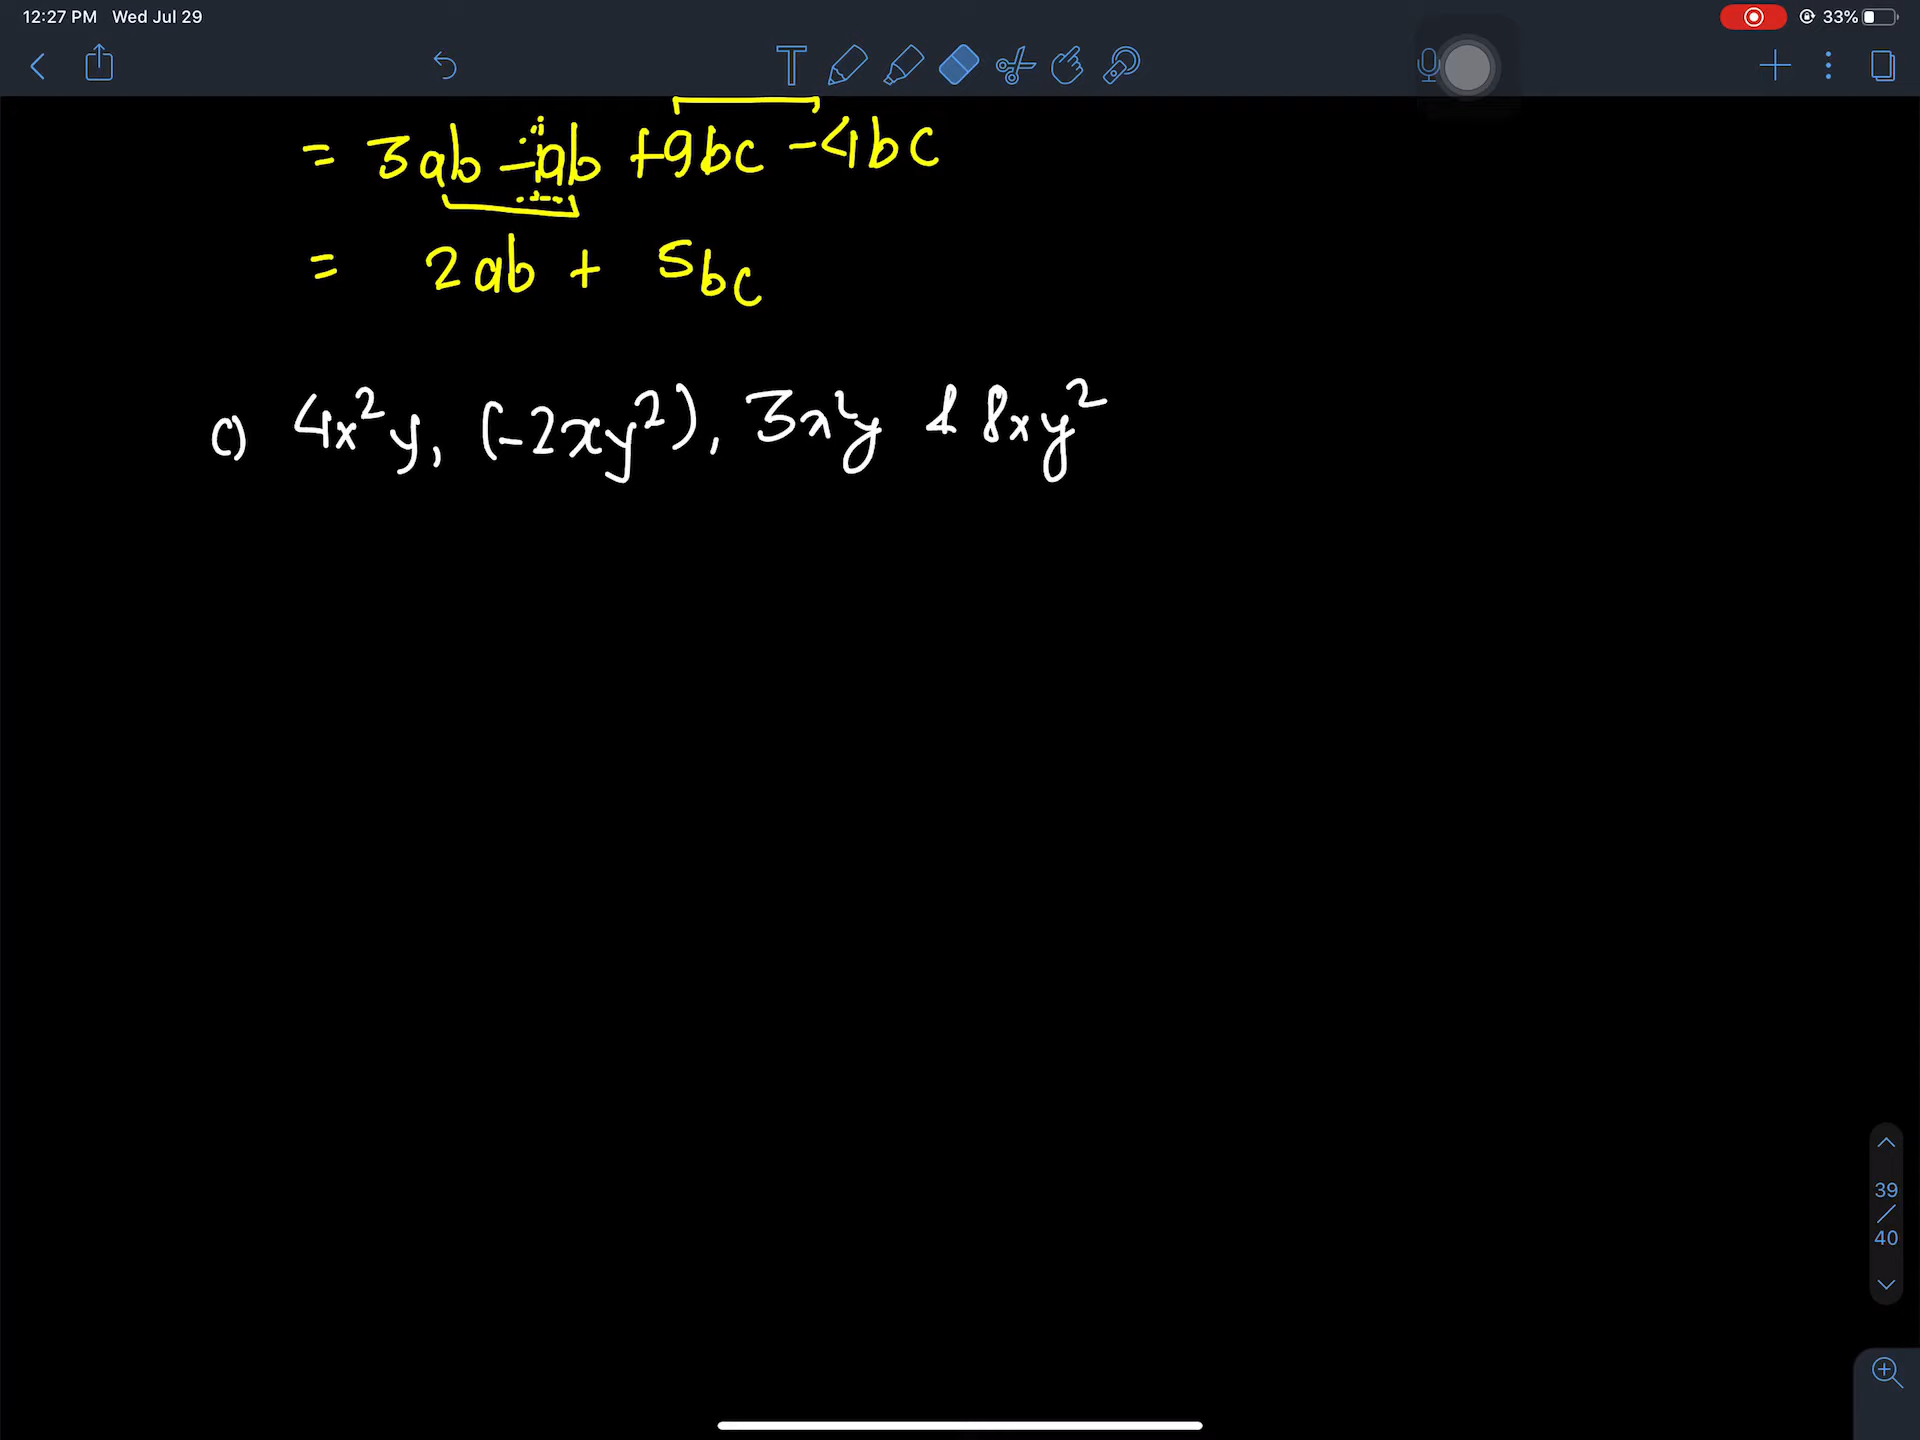 12:27 PM Wed Jul 29 33%
= 3ab - ab + 9bc - 4bc
= 2ab + 5bc
c) 4x²y, (-2xy²), 3x²y & 8xy²
39
/
40